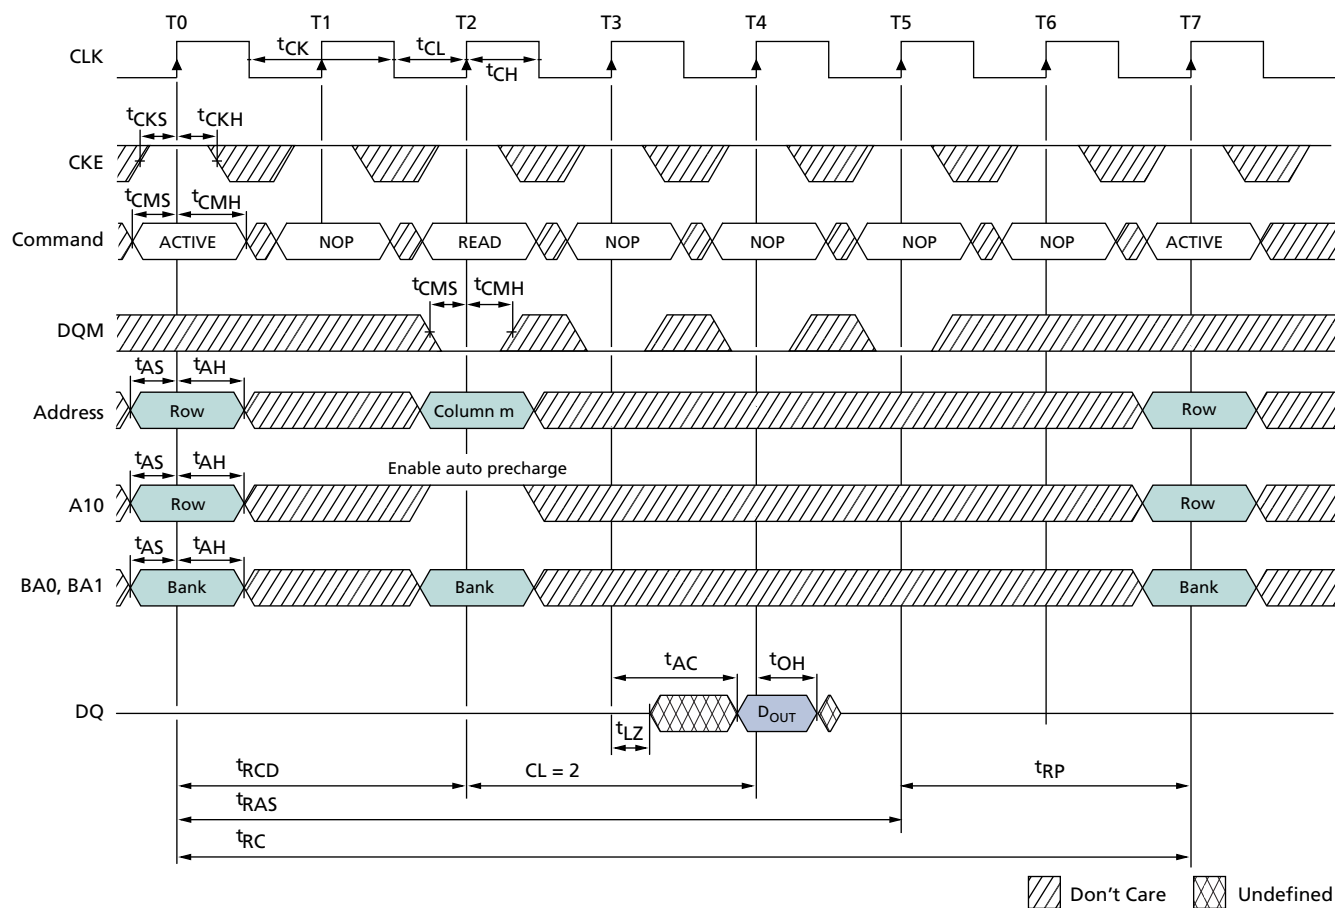 T0 T1 T2 T3 T4 T5 T6 T7
CLK
tCK tCL
tCH
tCKS tCKH
CKE
tCMS tCMH
Command ACTIVE NOP READ NOP NOP NOP NOP ACTIVE
tCMS tCMH
DQM
tAS tAH
Address Row Column m Row
tAS tAH Enable auto precharge
A10 Row Row
tAS tAH
BA0, BA1 Bank Bank Bank
tAC tOH
DQ DOUT
tLZ
tRCD CL = 2 tRP
tRAS
tRC
Don't Care Undefined